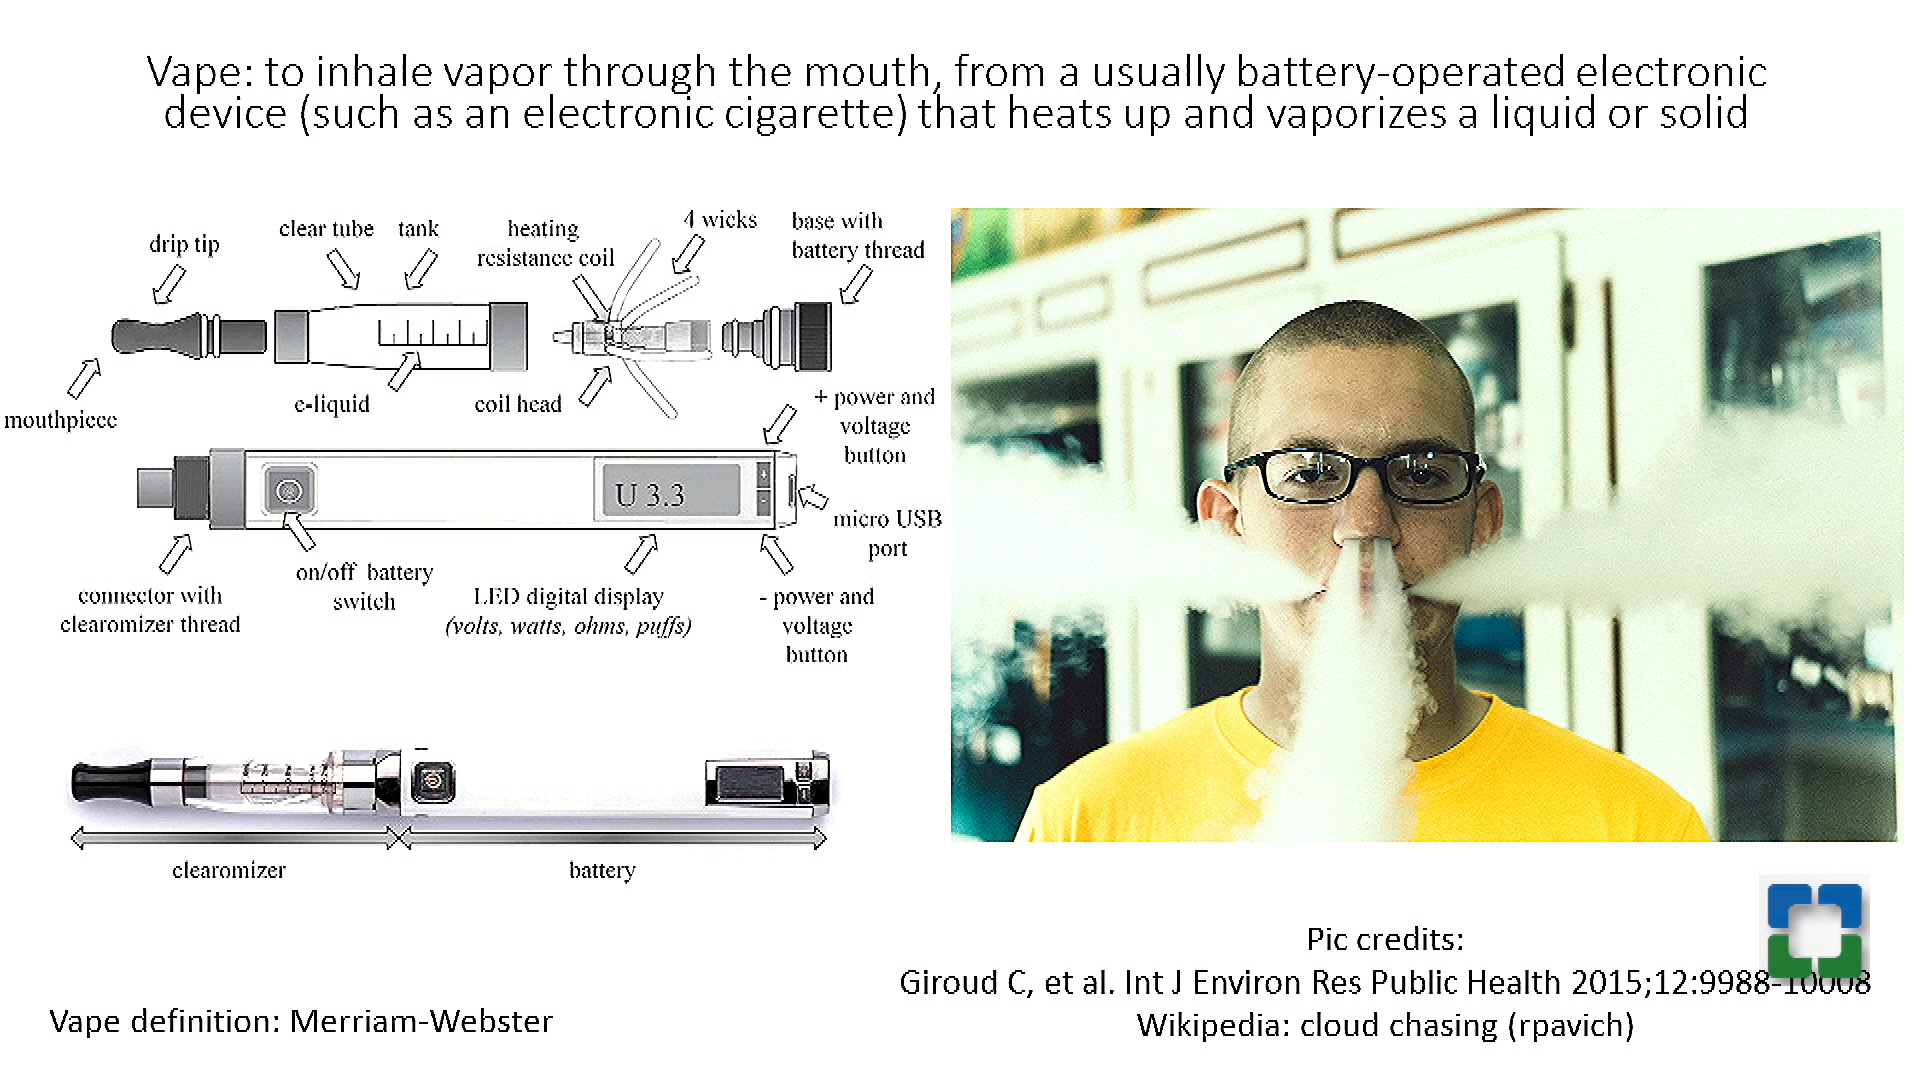 Vape: to inhale vapor through the mouth, from a usually battery-operated electronic
device (such as an electronic cigarette) that heats up and vaporizes a liquid or solid
drip tip
clear tube
tank
heating
resistance coil
4 wicks
base with
battery thread
mouthpiece
e-liquid
coil head
+ power and
voltage
button
U 3.3
+
-
micro USB
port
connector with
clearomizer thread
on/off battery
switch
LED digital display
(volts, watts, ohms, puffs)
- power and
voltage
button
clearomizer
battery
Pic credits:
Giroud C, et al. Int J Environ Res Public Health 2015;12:9988-10008
Wikipedia: cloud chasing (rpavich)
Vape definition: Merriam-Webster